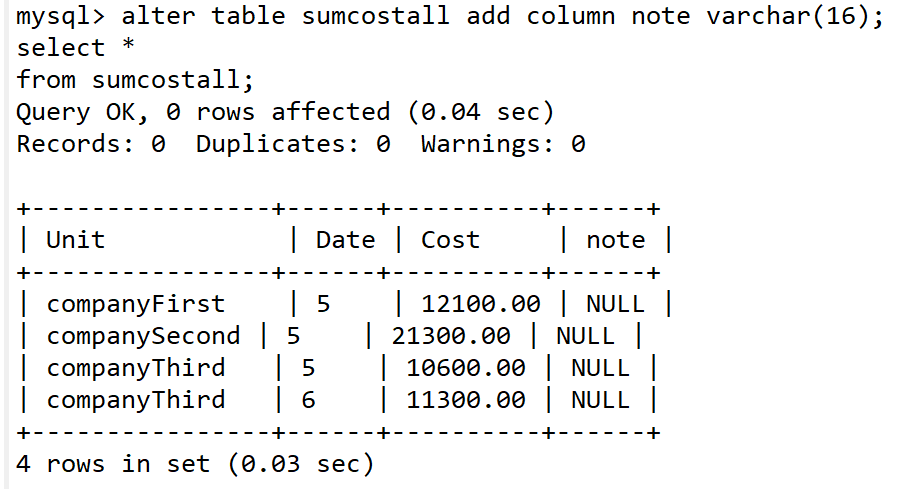 mysql> alter table sumcostall add column note varchar(16);
select *
from sumcostall;
Query OK, 0 rows affected (0.04 sec)
Records: 0  Duplicates: 0  Warnings: 0
+----------------+------+----------+------+
| Unit            | Date | Cost     | note |
+----------------+------+----------+------+
| companyFirst    | 5    | 12100.00 | NULL |
| companySecond | 5    | 21300.00 | NULL |
| companyThird   | 5    | 10600.00 | NULL |
| companyThird   | 6    | 11300.00 | NULL |
+----------------+------+----------+------+
4 rows in set (0.03 sec)